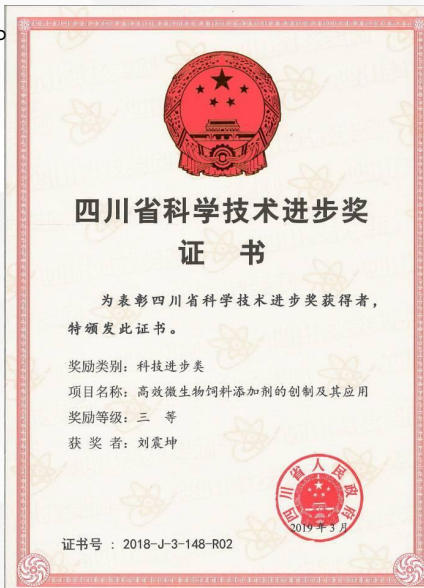 四川省科学技术进步奖
证 书
为表彰四川省科学技术进步奖获得者,
特颁发此证书。
奖励类别: 科技进步类
项目名称: 高效微生物饲料添加剂的创制及其应用
奖励等级: 三 等
获 奖 者: 刘震坤
四川省人民政府
2019 年 3 月
证书号 : 2018-J-3-148-R02